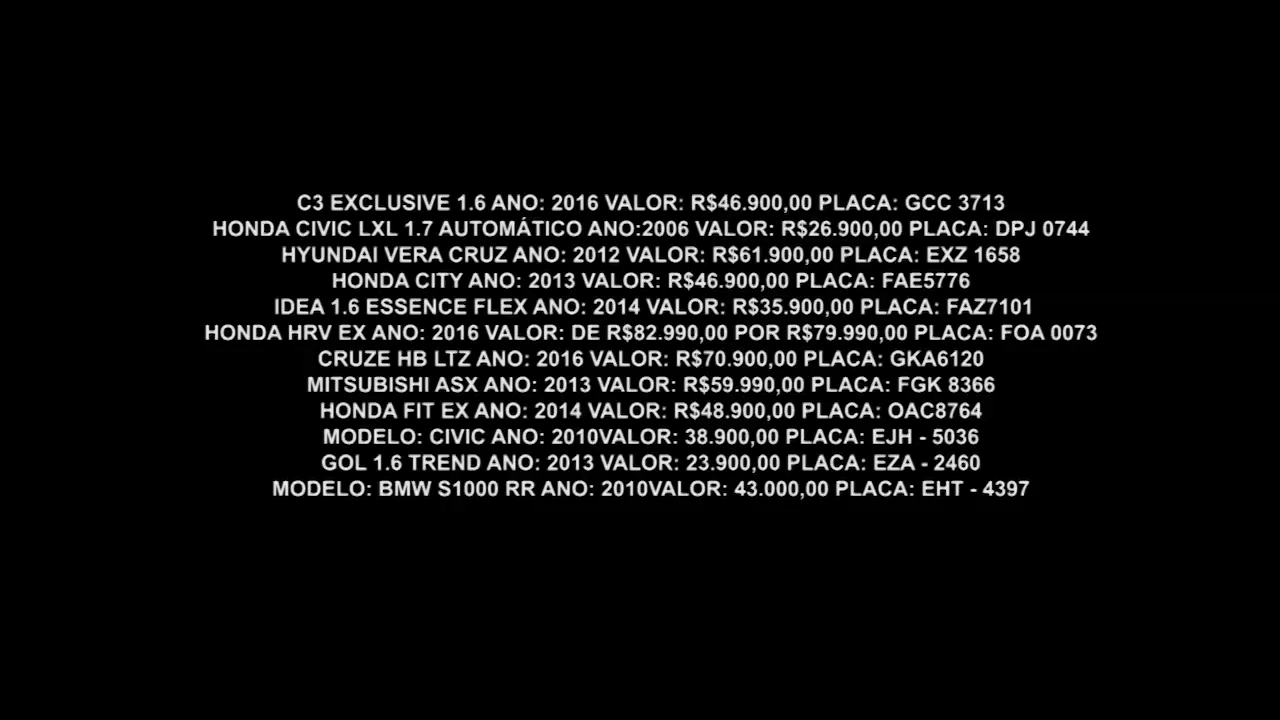 C3 EXCLUSIVE 1.6 ANO: 2016 VALOR: R$46.900,00 PLACA: GCC 3713
HONDA CIVIC LXL 1.7 AUTOMÁTICO ANO:2006 VALOR: R$26.900,00 PLACA: DPJ 0744
HYUNDAI VERA CRUZ ANO: 2012 VALOR: R$61.900,00 PLACA: EXZ 1658
HONDA CITY ANO: 2013 VALOR: R$46.900,00 PLACA: FAE5776
IDEA 1.6 ESSENCE FLEX ANO: 2014 VALOR: R$35.900,00 PLACA: FAZ7101
HONDA HRV EX ANO: 2016 VALOR: DE R$82.990,00 POR R$79.990,00 PLACA: FOA 0073
CRUZE HB LTZ ANO: 2016 VALOR: R$70.900,00 PLACA: GKA6120
MITSUBISHI ASX ANO: 2013 VALOR: R$59.990,00 PLACA: FGK 8366
HONDA FIT EX ANO: 2014 VALOR: R$48.900,00 PLACA: OAC8764
MODELO: CIVIC ANO: 2010VALOR: 38.900,00 PLACA: EJH - 5036
GOL 1.6 TREND ANO: 2013 VALOR: 23.900,00 PLACA: EZA - 2460
MODELO: BMW S1000 RR ANO: 2010VALOR: 43.000,00 PLACA: EHT - 4397